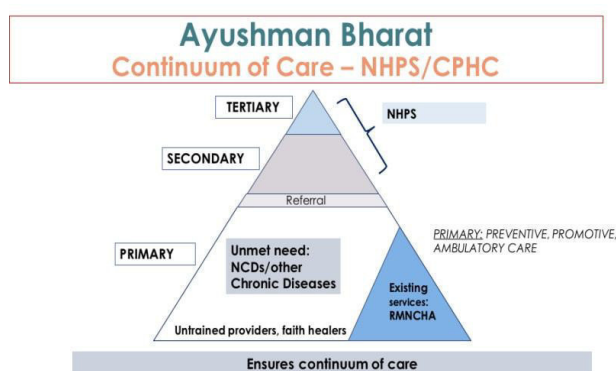 Ayushman Bharat
Continuum of Care – NHPS/CPHC
TERTIARY
NHPS
SECONDARY
Referral
PRIMARY: PREVENTIVE, PROMOTIVE,
AMBULATORY CARE
PRIMARY
Unmet need:
NCDs/other
Chronic Diseases
Existing
services:
RMNCHA
Untrained providers, faith healers
Ensures continuum of care